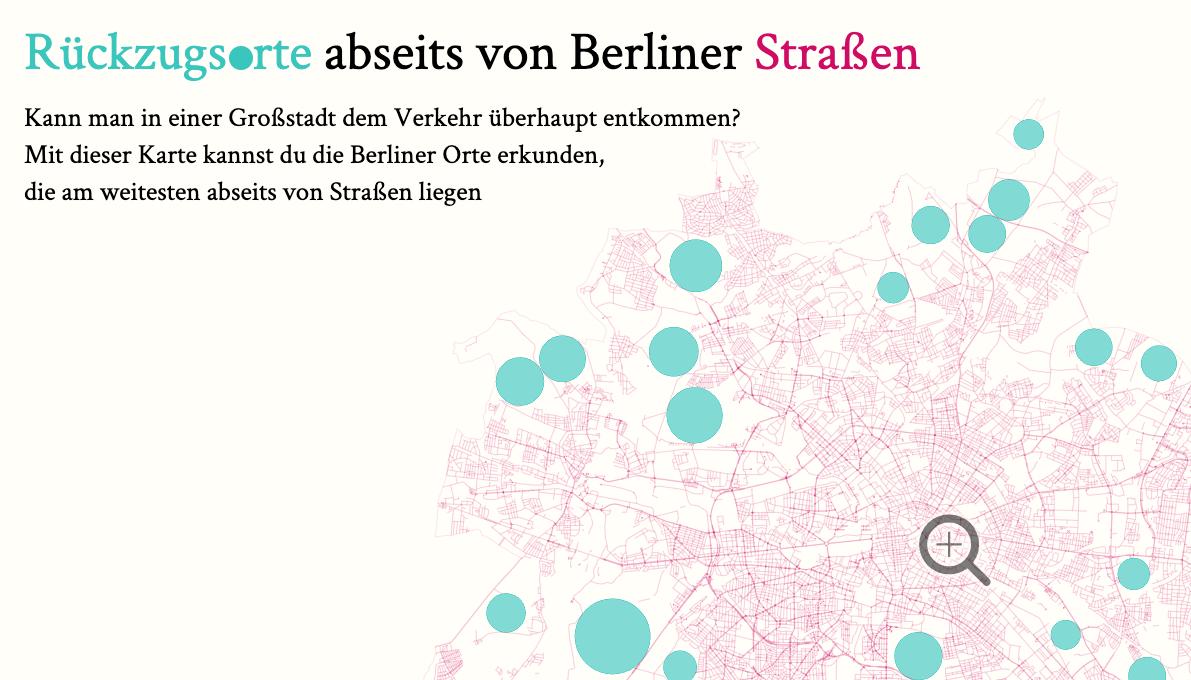 Rückzugsorte abseits von Berliner Straßen
Kann man in einer Großstadt dem Verkehr überhaupt entkommen?
Mit dieser Karte kannst du die Berliner Orte erkunden,
die am weitesten abseits von Straßen liegen